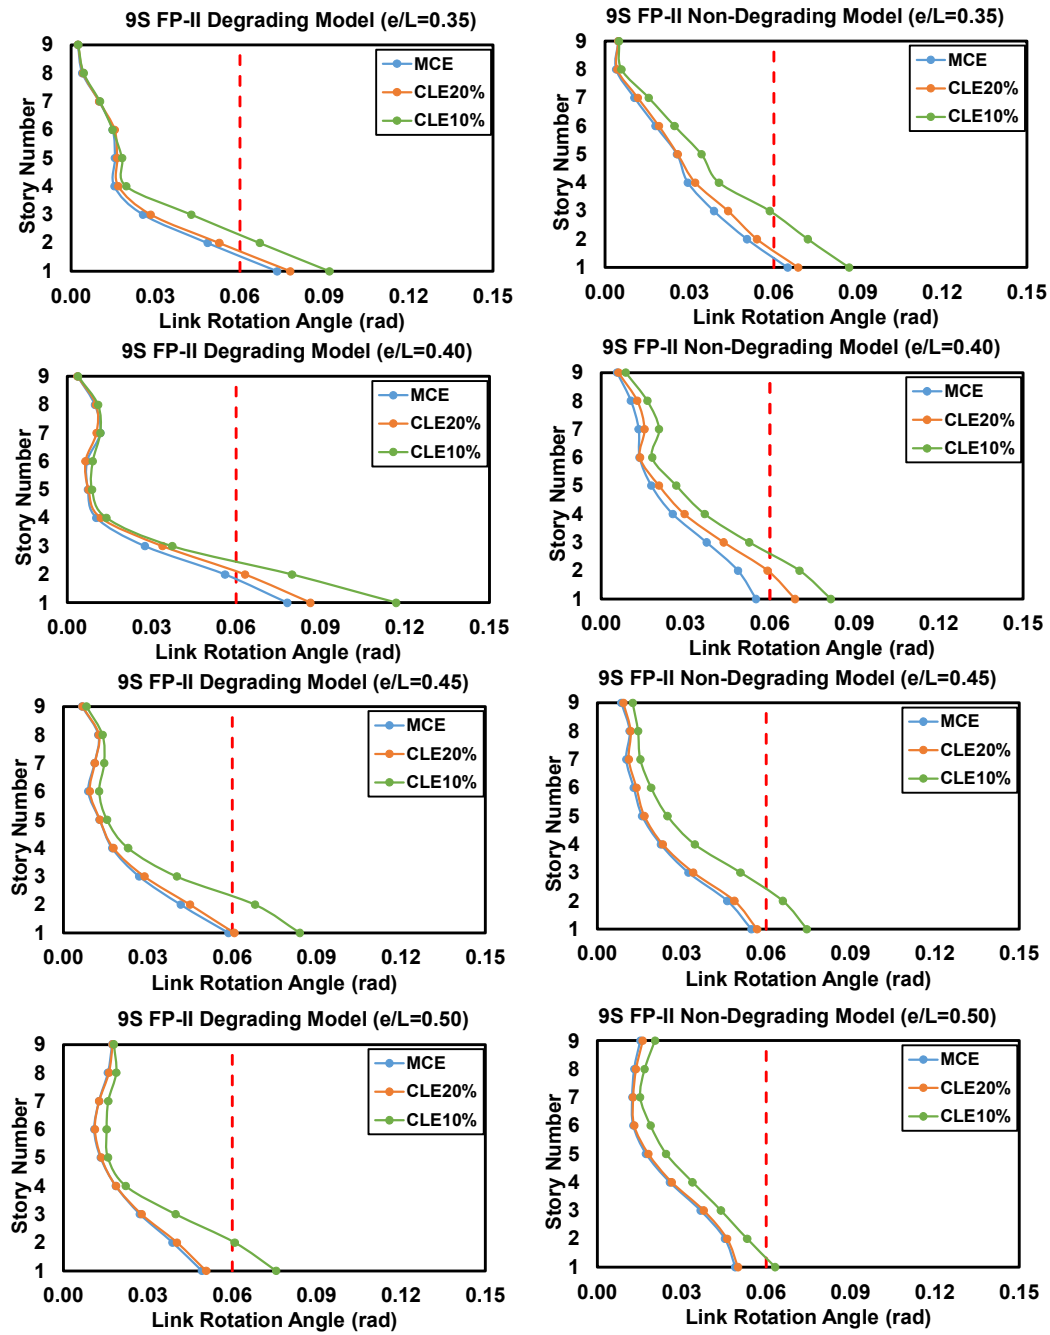 9S FP-II Degrading Model (e/L=0.35)
Story Number
9
8
7
6
5
4
3
2
1
MCE
CLE20%
CLE10%
0.00 0.03 0.06 0.09 0.12 0.15
Link Rotation Angle (rad)
9S FP-II Non-Degrading Model (e/L=0.35)
Story Number
9
8
7
6
5
4
3
2
1
MCE
CLE20%
CLE10%
0.00 0.03 0.06 0.09 0.12 0.15
Link Rotation Angle (rad)
9S FP-II Degrading Model (e/L=0.40)
Story Number
9
8
7
6
5
4
3
2
1
MCE
CLE20%
CLE10%
0.00 0.03 0.06 0.09 0.12 0.15
Link Rotation Angle (rad)
9S FP-II Non-Degrading Model (e/L=0.40)
Story Number
9
8
7
6
5
4
3
2
1
MCE
CLE20%
CLE10%
0.00 0.03 0.06 0.09 0.12 0.15
Link Rotation Angle (rad)
9S FP-II Degrading Model (e/L=0.45)
Story Number
9
8
7
6
5
4
3
2
1
MCE
CLE20%
CLE10%
0.00 0.03 0.06 0.09 0.12 0.15
Link Rotation Angle (rad)
9S FP-II Non-Degrading Model (e/L=0.45)
Story Number
9
8
7
6
5
4
3
2
1
MCE
CLE20%
CLE10%
0.00 0.03 0.06 0.09 0.12 0.15
Link Rotation Angle (rad)
9S FP-II Degrading Model (e/L=0.50)
Story Number
9
8
7
6
5
4
3
2
1
MCE
CLE20%
CLE10%
0.00 0.03 0.06 0.09 0.12 0.15
Link Rotation Angle (rad)
9S FP-II Non-Degrading Model (e/L=0.50)
Story Number
9
8
7
6
5
4
3
2
1
MCE
CLE20%
CLE10%
0.00 0.03 0.06 0.09 0.12 0.15
Link Rotation Angle (rad)